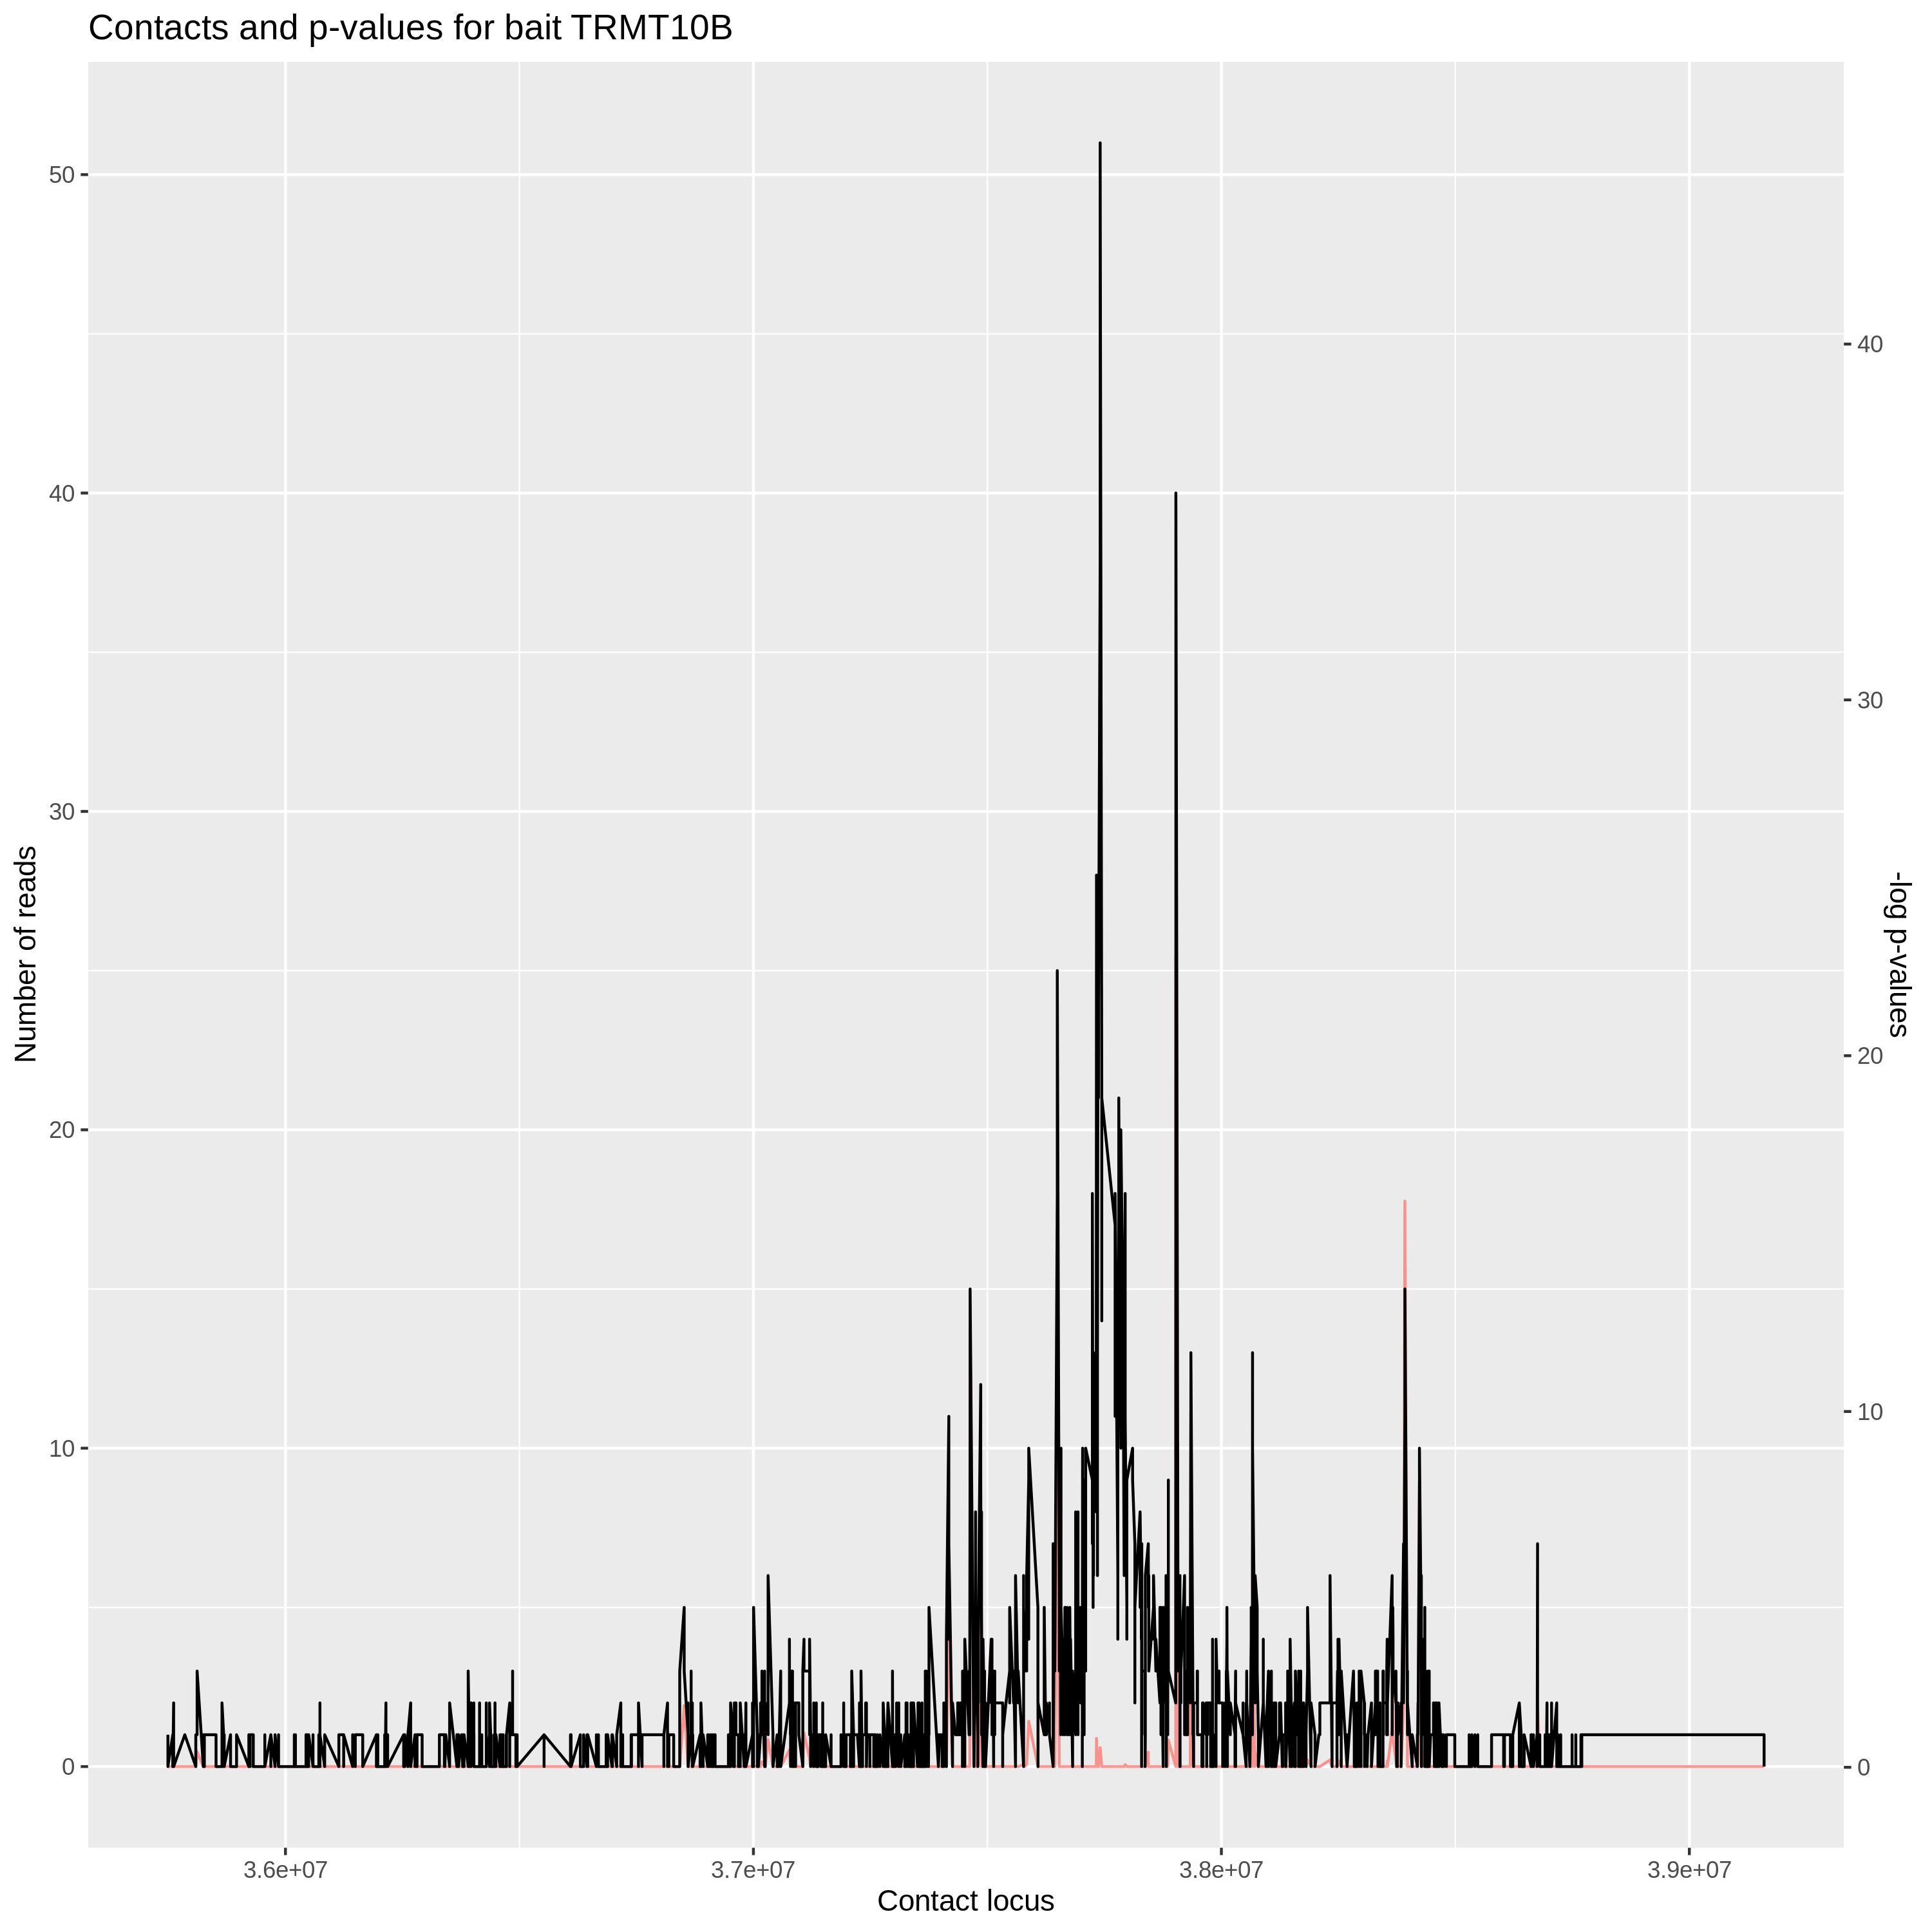 Contacts and p-values for bait TRMT10B
50
40
30
20
10
0
Number of reads
40
30
20
10
0
-log p-values
3.6e+07
3.7e+07
3.8e+07
3.9e+07
Contact locus